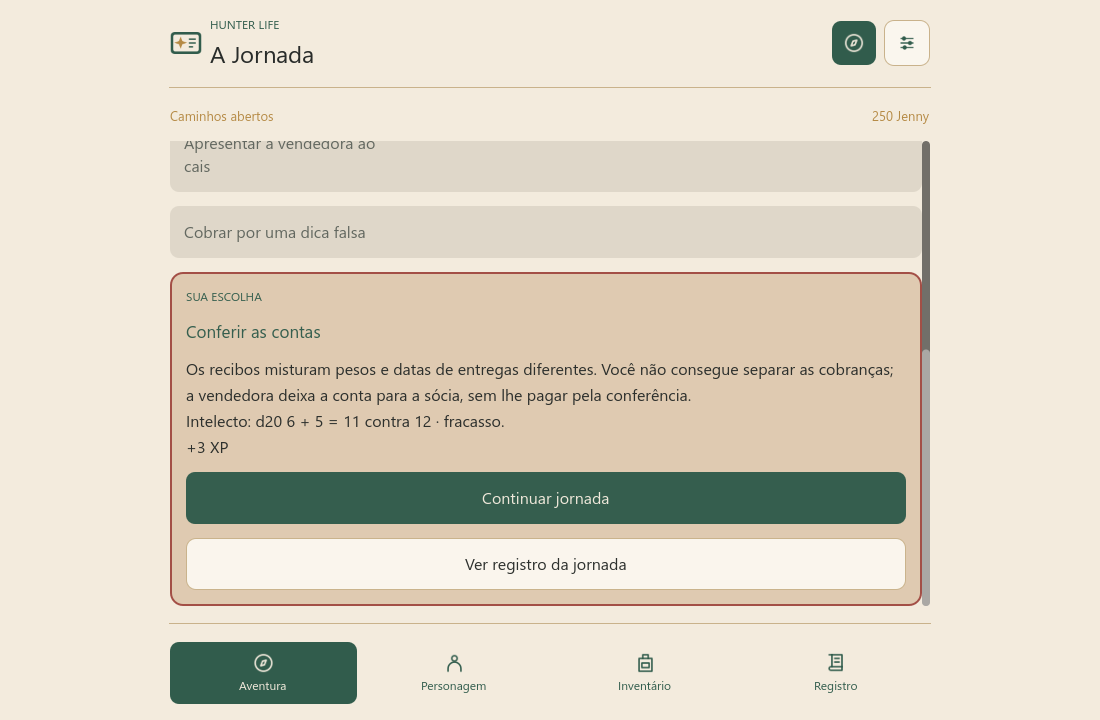 HUNTER LIFE
A Jornada
Caminhos abertos
250 Jenny
Apresentar a vendedora ao
cais
Cobrar por uma dica falsa
SUA ESCOLHA
Conferir as contas
Os recibos misturam pesos e datas de entregas diferentes. Você não consegue separar as cobranças;
a vendedora deixa a conta para a sócia, sem lhe pagar pela conferência.
Intelecto: d20 6 + 5 = 11 contra 12 · fracasso.
+3 XP
Continuar jornada
Ver registro da jornada
Aventura
Personagem
Inventário
Registro